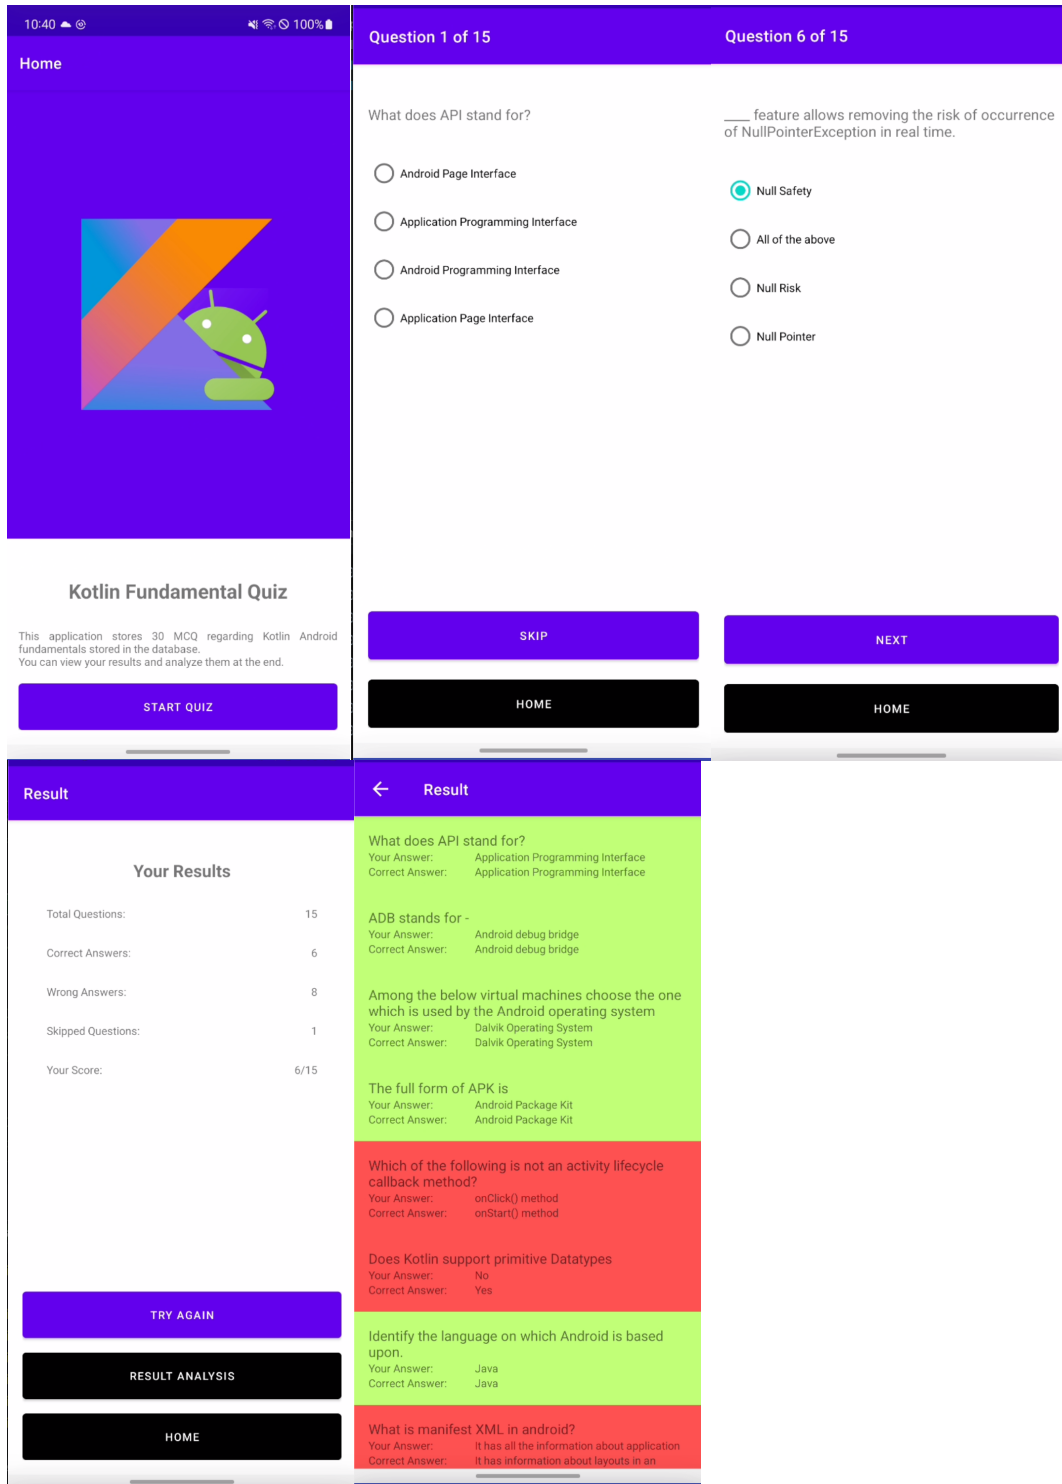 10:40
100%
Home
Kotlin Fundamental Quiz
This application stores 30 MCQ regarding Kotlin Android
fundamentals stored in the database.
You can view your results and analyze them at the end.
START QUIZ
Question 1 of 15
What does API stand for?
Android Page Interface
Application Programming Interface
Android Programming Interface
Application Page Interface
SKIP
HOME
Question 6 of 15
____ feature allows removing the risk of occurrence
of NullPointerException in real time.
Null Safety
All of the above
Null Risk
Null Pointer
NEXT
HOME
Result
Your Results
Total Questions: 15
Correct Answers: 6
Wrong Answers: 8
Skipped Questions: 1
Your Score: 6/15
TRY AGAIN
RESULT ANALYSIS
HOME
Result
What does API stand for?
Your Answer: Application Programming Interface
Correct Answer: Application Programming Interface
ADB stands for -
Your Answer: Android debug bridge
Correct Answer: Android debug bridge
Among the below virtual machines choose the one
which is used by the Android operating system
Your Answer: Dalvik Operating System
Correct Answer: Dalvik Operating System
The full form of APK is
Your Answer: Android Package Kit
Correct Answer: Android Package Kit
Which of the following is not an activity lifecycle
callback method?
Your Answer: onClick() method
Correct Answer: onStart() method
Does Kotlin support primitive Datatypes
Your Answer: No
Correct Answer: Yes
Identify the language on which Android is based
upon.
Your Answer: Java
Correct Answer: Java
What is manifest XML in android?
Your Answer: It has all the information about application
Correct Answer: It has information about layouts in an